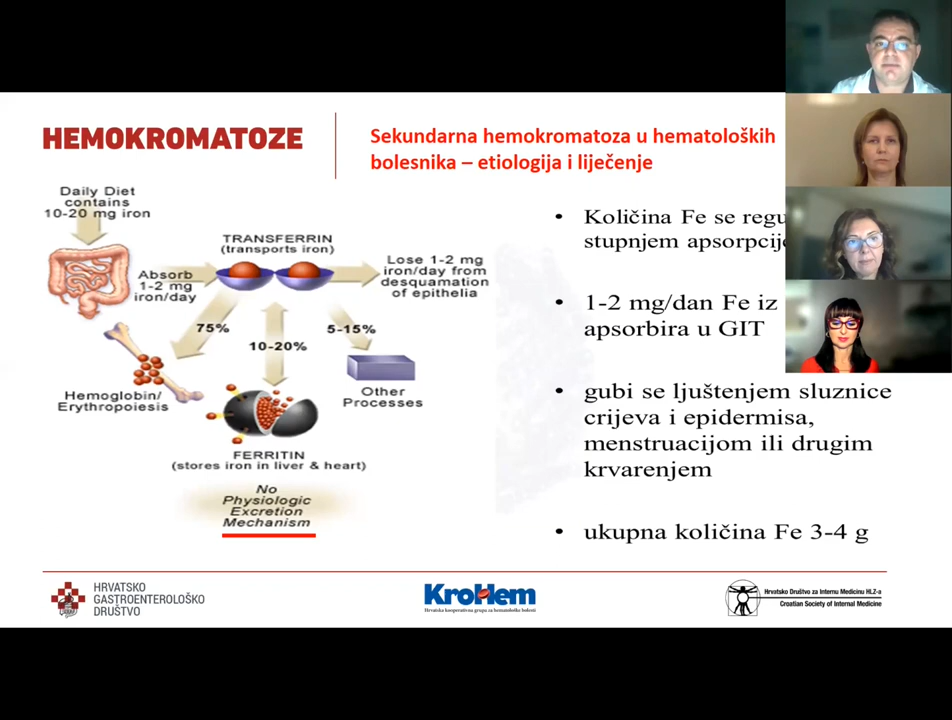 HEMOKROMATOZE
Sekundarna hemokromatoza u hematoloških
bolesnika – etiologija i liječenje
Daily Diet
contains
10-20 mg iron
TRANSFERRIN
(transports iron)
Absorb
1-2 mg
iron/day
Lose 1-2 mg
iron/day from
desquamation
of epithelia
75%
10-20%
5-15%
Hemoglobin/
Erythropoiesis
Other
Processes
FERRITIN
(stores iron in liver & heart)
No
Physiologic
Excretion
Mechanism
• Količina Fe se
stupnjem
• 1-2 mg/dan Fe iz
apsorbira u GIT
• gubi se ljuštenjem sluznice
crijeva i epidermisa,
menstruacijom ili drugim
krvarenjem
• ukupna količina Fe 3-4 g
HRVATSKO
GASTROENTEROLOŠKO
DRUŠTVO
KroHem
Hrvatska kooperativna grupa za hematološke bolesti
Hrvatsko Društvo za Internu Medicinu HLZ-a
Croatian Society of Internal Medicine